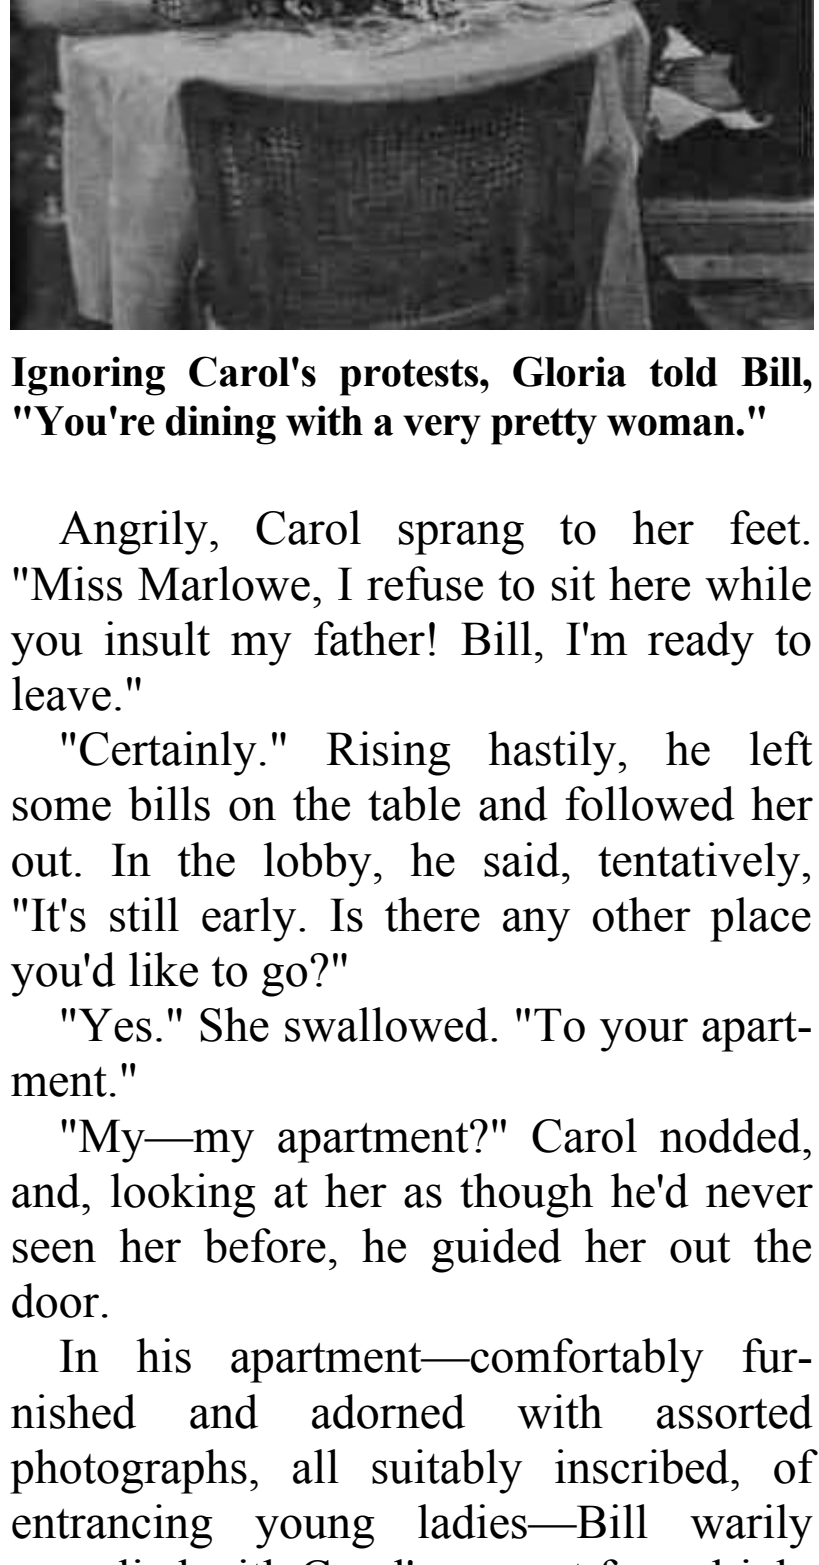 Ignoring Carol's protests, Gloria told Bill,
"You're dining with a very pretty woman."
Angrily, Carol sprang to her feet.
"Miss Marlowe, I refuse to sit here while
you insult my father! Bill, I'm ready to
leave."
"Certainly." Rising hastily, he left
some bills on the table and followed her
out. In the lobby, he said, tentatively,
"It's still early. Is there any other place
you'd like to go?"
"Yes." She swallowed. "To your apart-
ment."
"My—my apartment?" Carol nodded,
and, looking at her as though he'd never
seen her before, he guided her out the
door.
In his apartment—comfortably fur-
nished and adorned with assorted
photographs, all suitably inscribed, of
entrancing young ladies—Bill warily